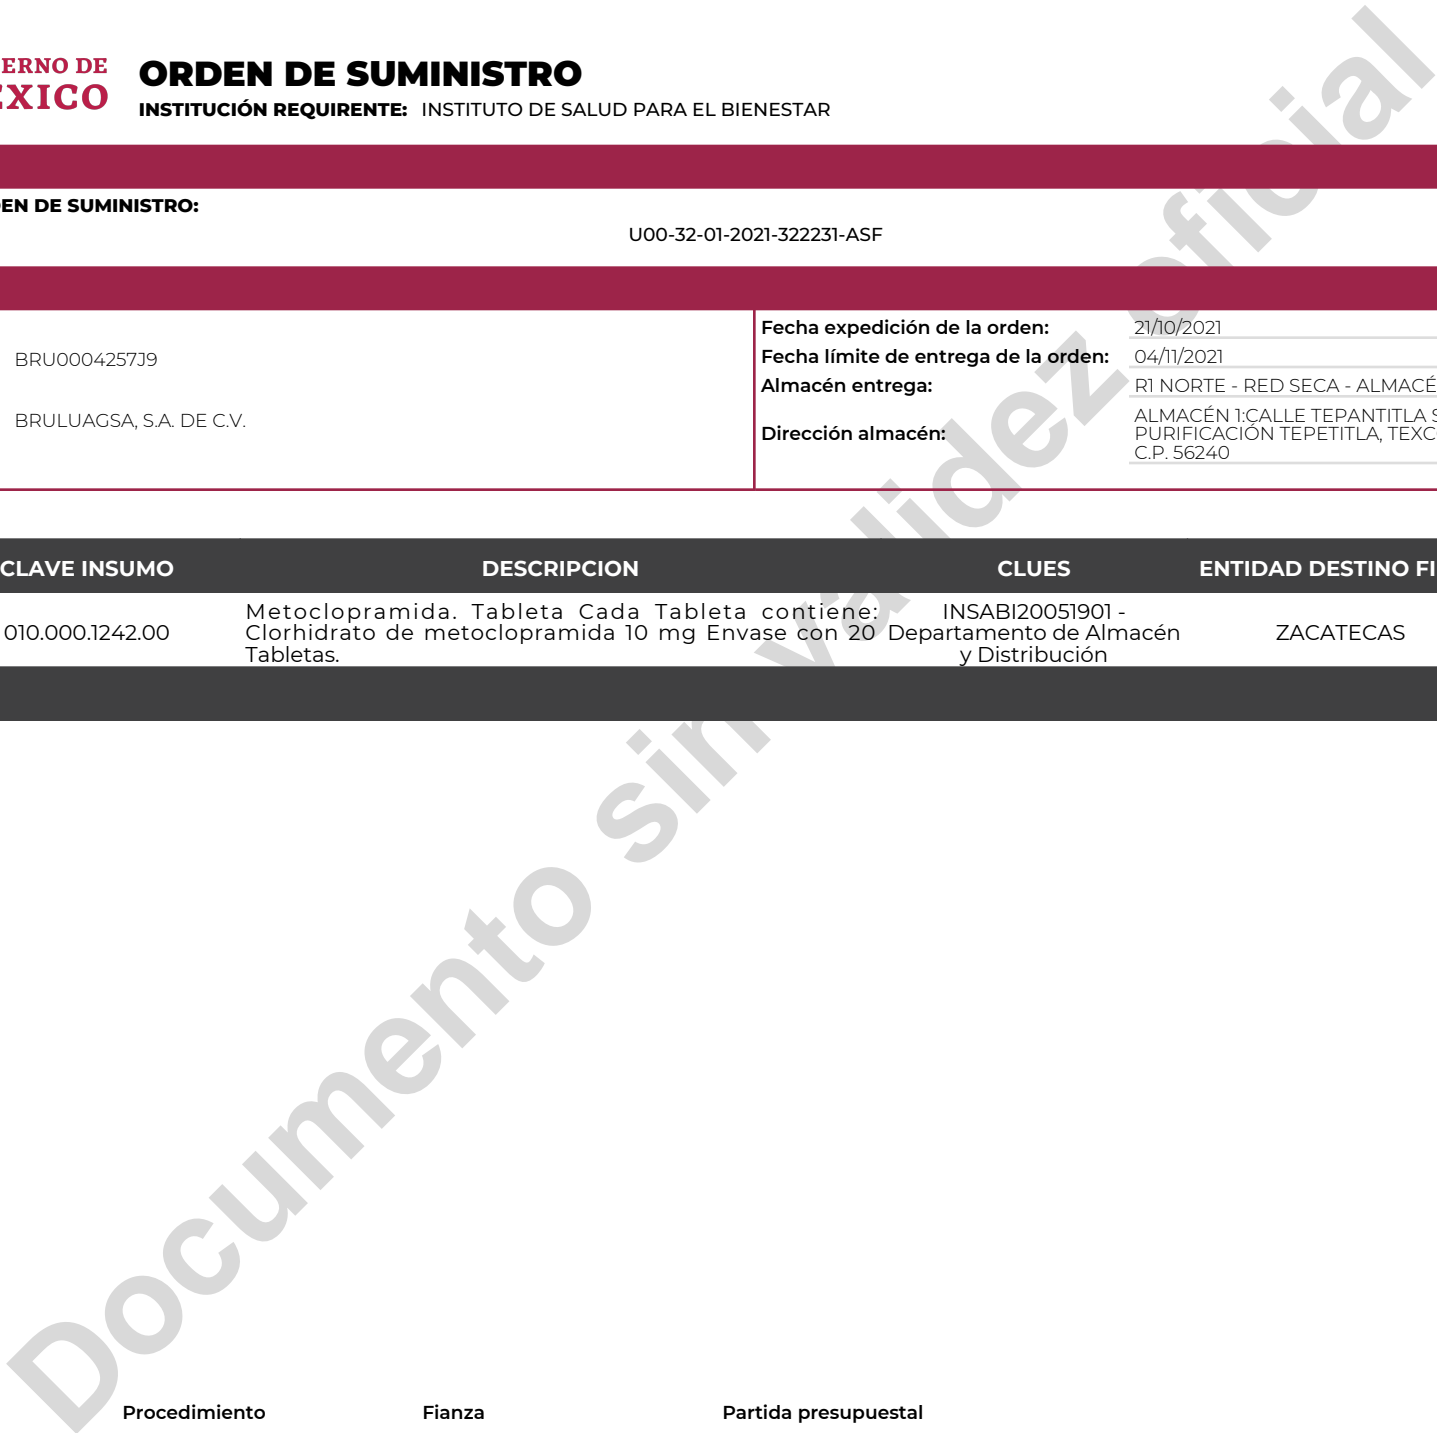 ERNO DE
ÉXICO
ORDEN DE SUMINISTRO
INSTITUCIÓN REQUIRENTE: INSTITUTO DE SALUD PARA EL BIENESTAR
EN DE SUMINISTRO:
U00-32-01-2021-322231-ASF
BRU0004257J9
BRULUAGSA, S.A. DE C.V.
Fecha expedición de la orden: 21/10/2021
Fecha límite de entrega de la orden: 04/11/2021
Almacén entrega: R1 NORTE - RED SECA - ALMACÉ
Dirección almacén:
ALMACÉN 1:CALLE TEPANTITLA S
PURIFICACIÓN TEPETITLA, TEXC
C.P. 56240
CLAVE INSUMO DESCRIPCION CLUES ENTIDAD DESTINO FI
010.000.1242.00
Metoclopramida. Tableta Cada Tableta contiene:
Clorhidrato de metoclopramida 10 mg Envase con 20
Tabletas.
INSABI20051901 -
Departamento de Almacén
y Distribución
ZACATECAS
Documento sin validez oficial
Procedimiento Fianza Partida presupuestal